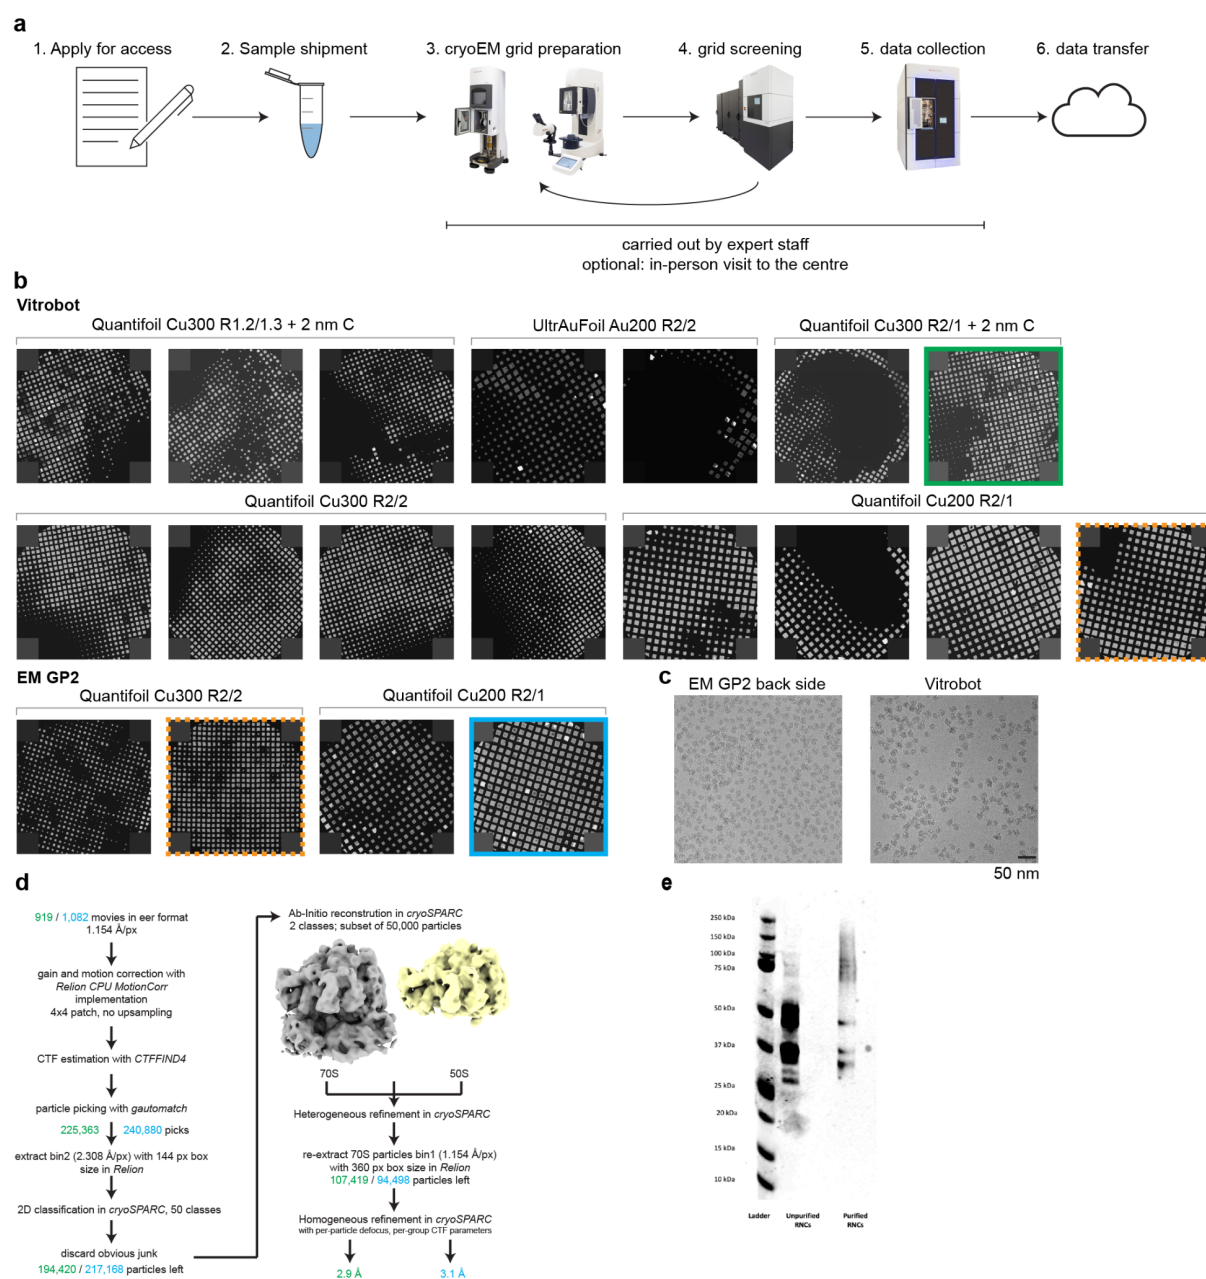 a
1. Apply for access
2. Sample shipment
3. cryoEM grid preparation
4. grid screening
5. data collection
6. data transfer
carried out by expert staff
optional: in-person visit to the centre
b
Vitrobot
Quantifoil Cu300 R1.2/1.3 + 2 nm C
UltrAuFoil Au200 R2/2
Quantifoil Cu300 R2/1 + 2 nm C
Quantifoil Cu300 R2/2
Quantifoil Cu200 R2/1
EM GP2
Quantifoil Cu300 R2/2
Quantifoil Cu200 R2/1
c
EM GP2 back side
Vitrobot
50 nm
d
919 / 1,082 movies in eer format
1.154 Å/px
gain and motion correction with
Relion CPU MotionCorr
implementation
4x4 patch, no upsampling
CTF estimation with CTFFIND4
particle picking with gautomatch
225,363 240,880 picks
extract bin2 (2.308 Å/px) with 144 px box
size in Relion
2D classification in cryoSPARC, 50 classes
discard obvious junk
194,420 / 217,168 particles left
Ab-Initio reconstrution in cryoSPARC
2 classes; subset of 50,000 particles
70S
50S
Heterogeneous refinement in cryoSPARC
re-extract 70S particles bin1 (1.154 Å/px)
with 360 px box size in Relion
107,419 / 94,498 particles left
Homogeneous refinement in cryoSPARC
with per-particle defocus, per-group CTF parameters
2.9 Å
3.1 Å
e
250 kDa
150 kDa
100 kDa
75 kDa
50 kDa
37 kDa
25 kDa
20 kDa
15 kDa
10 kDa
Ladder
Unpurified
RNCs
Purified
RNCs